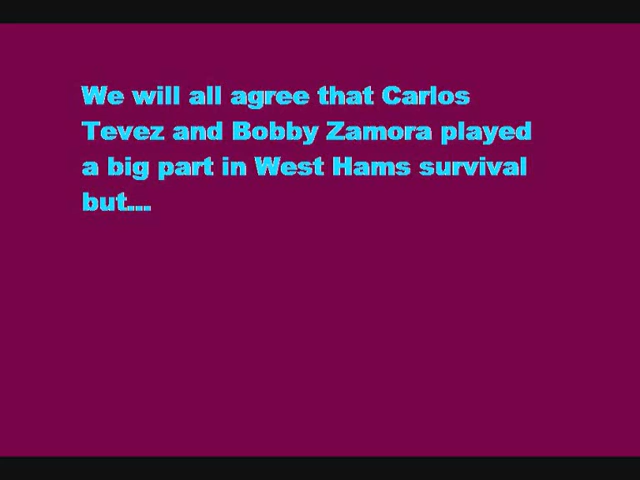 We will all agree that Carlos
Tevez and Bobby Zamora played
a big part in West Hams survival
but....